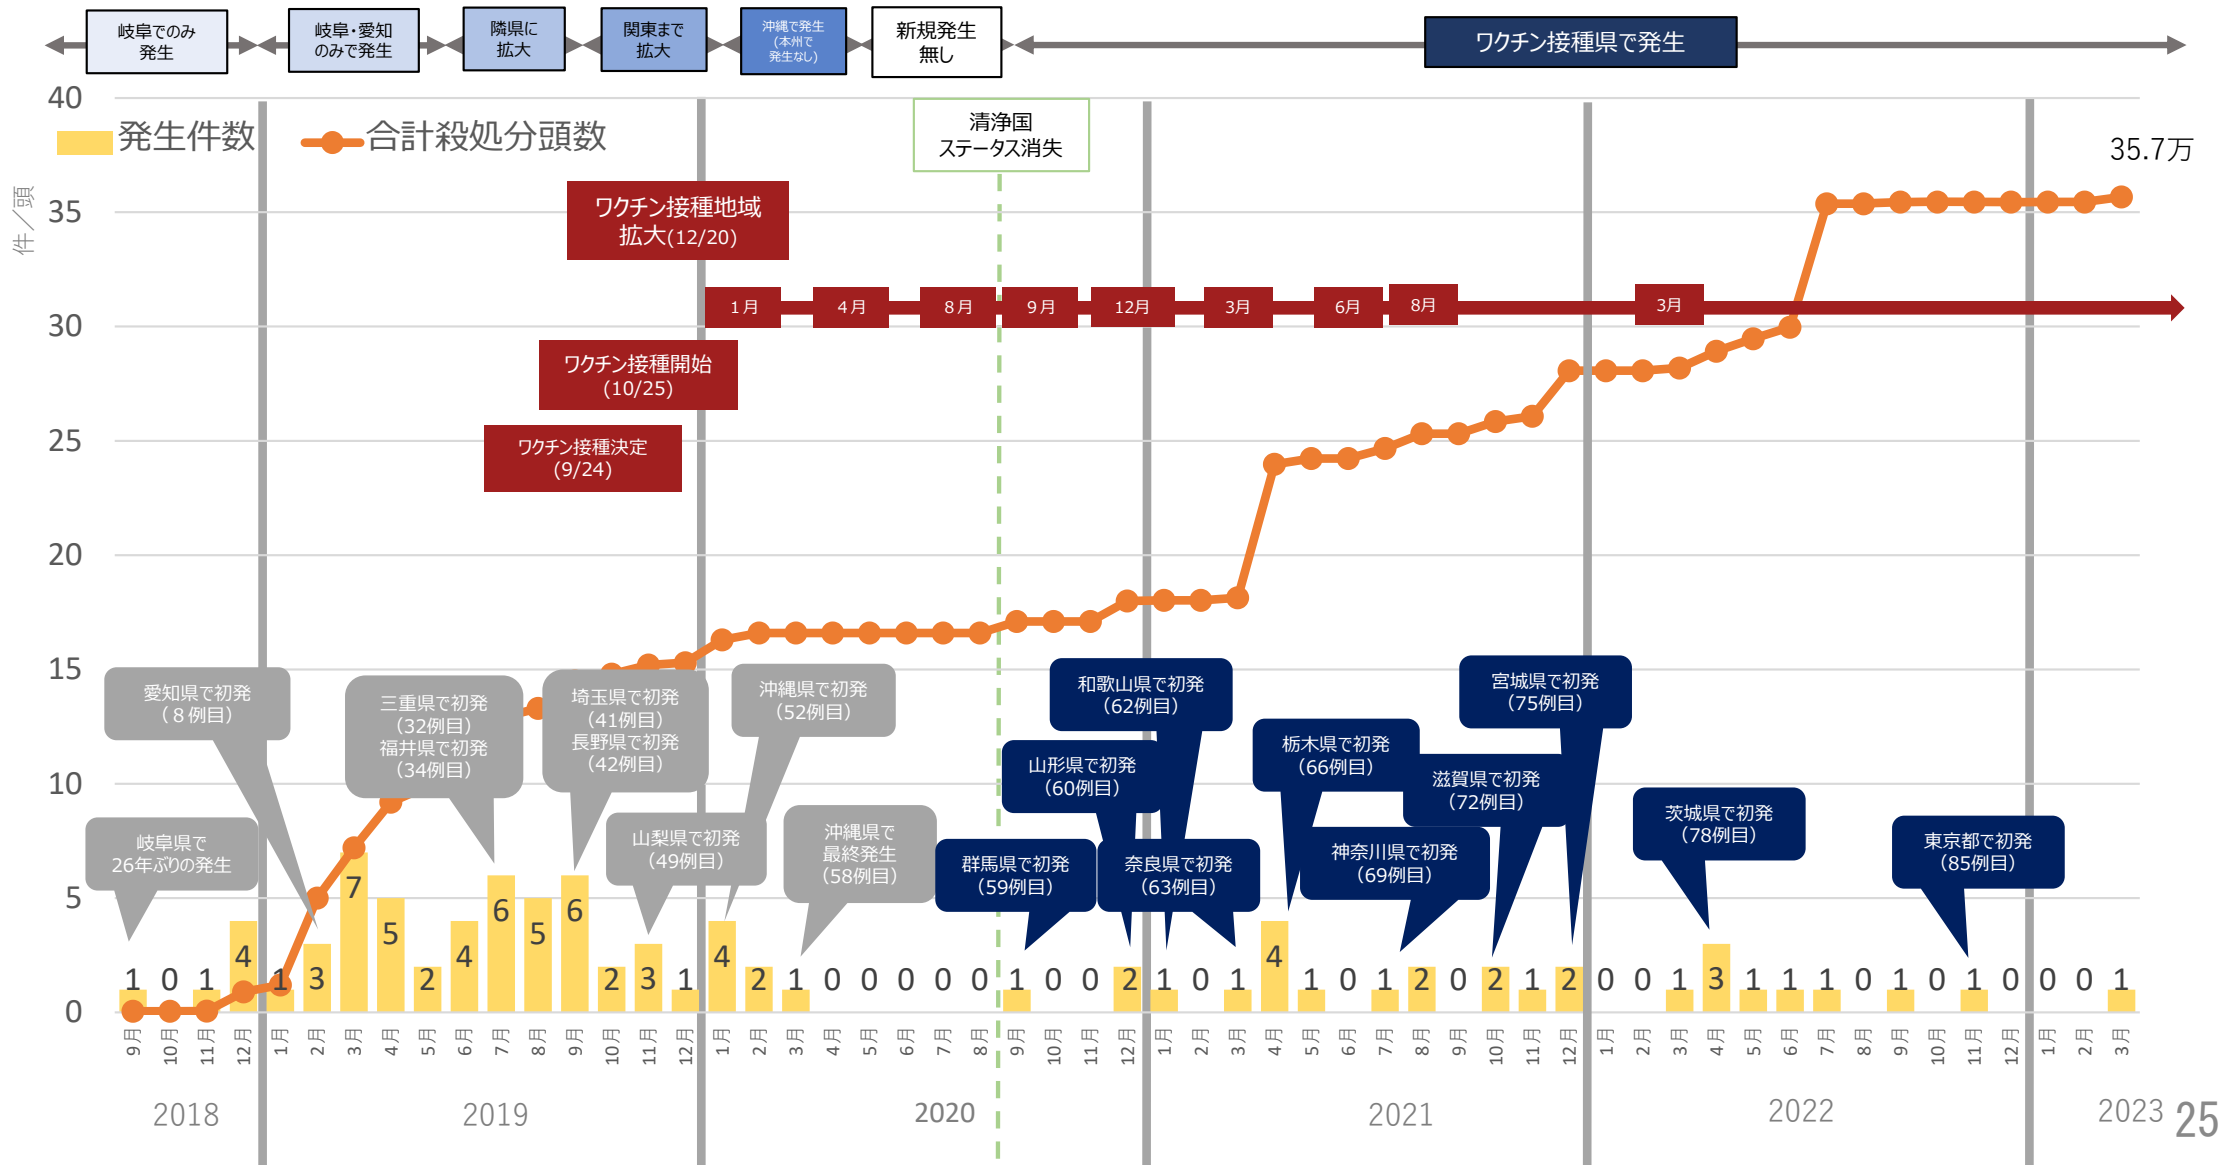 岐阜でのみ
発生
岐阜・愛知
のみで発生
隣県に
拡大
関東まで
拡大
沖縄で発生
(本州で
発生なし)
新規発生
無し
ワクチン接種県で発生
発生件数
合計殺処分頭数
清浄国
ステータス消失
35.7万
件／頭
40
35
30
25
20
15
10
5
0
ワクチン接種地域
拡大(12/20)
ワクチン接種開始
(10/25)
ワクチン接種決定
(9/24)
1月 4月 8月 9月 12月 3月 6月 8月 3月
岐阜県で
26年ぶりの発生
愛知県で初発
（８例目）
三重県で初発
（32例目）
福井県で初発
（34例目）
埼玉県で初発
（41例目）
長野県で初発
（42例目）
山梨県で初発
（49例目）
沖縄県で初発
（52例目）
沖縄県で
最終発生
（58例目）
群馬県で初発
（59例目）
山形県で初発
（60例目）
和歌山県で初発
（62例目）
奈良県で初発
（63例目）
栃木県で初発
（66例目）
神奈川県で初発
（69例目）
滋賀県で初発
（72例目）
宮城県で初発
（75例目）
茨城県で初発
（78例目）
東京都で初発
（85例目）
1 0 1 4 1 3 7 5 2 4 6 5 6 2 3 1 4 2 1 0 0 0 0 0 1 0 0 2 1 0 1 4 1 0 1 2 0 2 1 2 0 0 1 3 1 1 1 0 1 0 1 0 0 0 1
9月 10月 11月 12月 1月 2月 3月 4月 5月 6月 7月 8月 9月 10月 11月 12月 1月 2月 3月 4月 5月 6月 7月 8月 9月 10月 11月 12月 1月 2月 3月 4月 5月 6月 7月 8月 9月 10月 11月 12月 1月 2月 3月 4月 5月 6月 7月 8月 9月 10月 11月 12月 1月 2月 3月
2018 2019 2020 2021 2022 2023
25